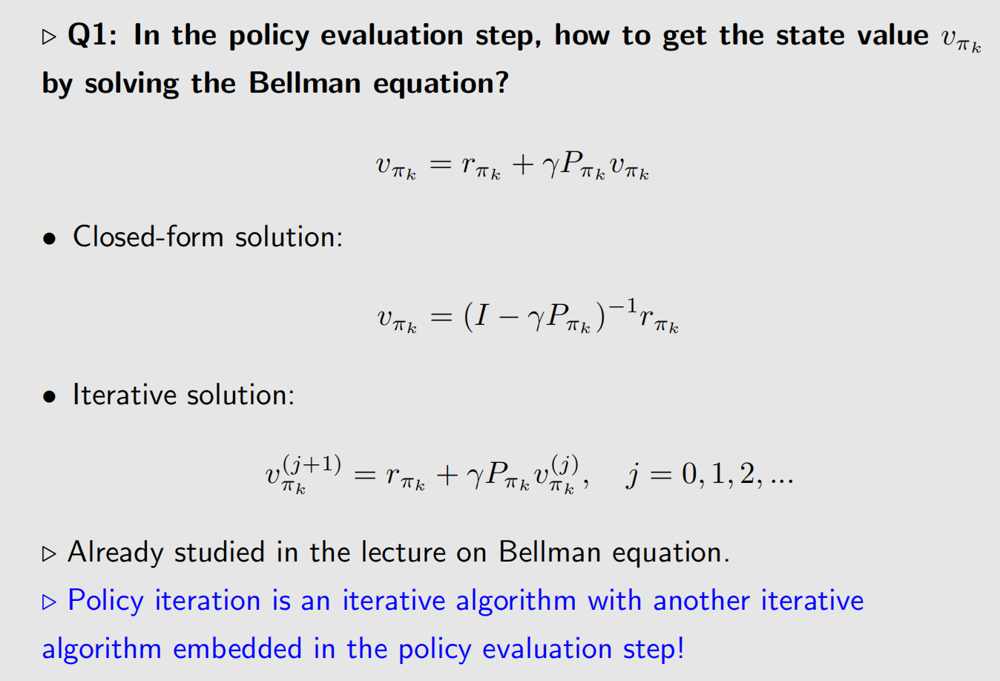 ▷ Q1: In the policy evaluation step, how to get the state value $v_{\pi_k}$
by solving the Bellman equation?
$v_{\pi_k} = r_{\pi_k} + \gamma P_{\pi_k} v_{\pi_k}$
• Closed-form solution:
$v_{\pi_k} = (I - \gamma P_{\pi_k})^{-1} r_{\pi_k}$
• Iterative solution:
$v_{\pi_k}^{(j+1)} = r_{\pi_k} + \gamma P_{\pi_k} v_{\pi_k}^{(j)}, \quad j = 0, 1, 2, ...$
▷ Already studied in the lecture on Bellman equation.
▷ Policy iteration is an iterative algorithm with another iterative
algorithm embedded in the policy evaluation step!